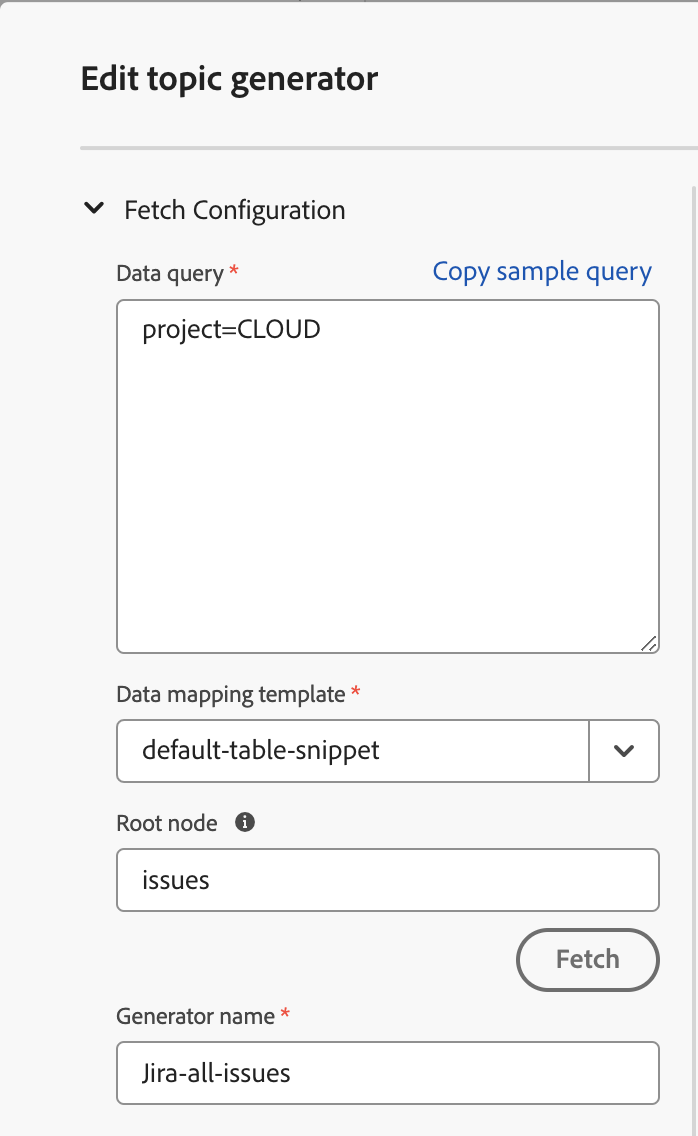 Edit topic generator
Fetch Configuration
Data query * Copy sample query
project=CLOUD
Data mapping template *
default-table-snippet
Root node
issues
Fetch
Generator name *
Jira-all-issues